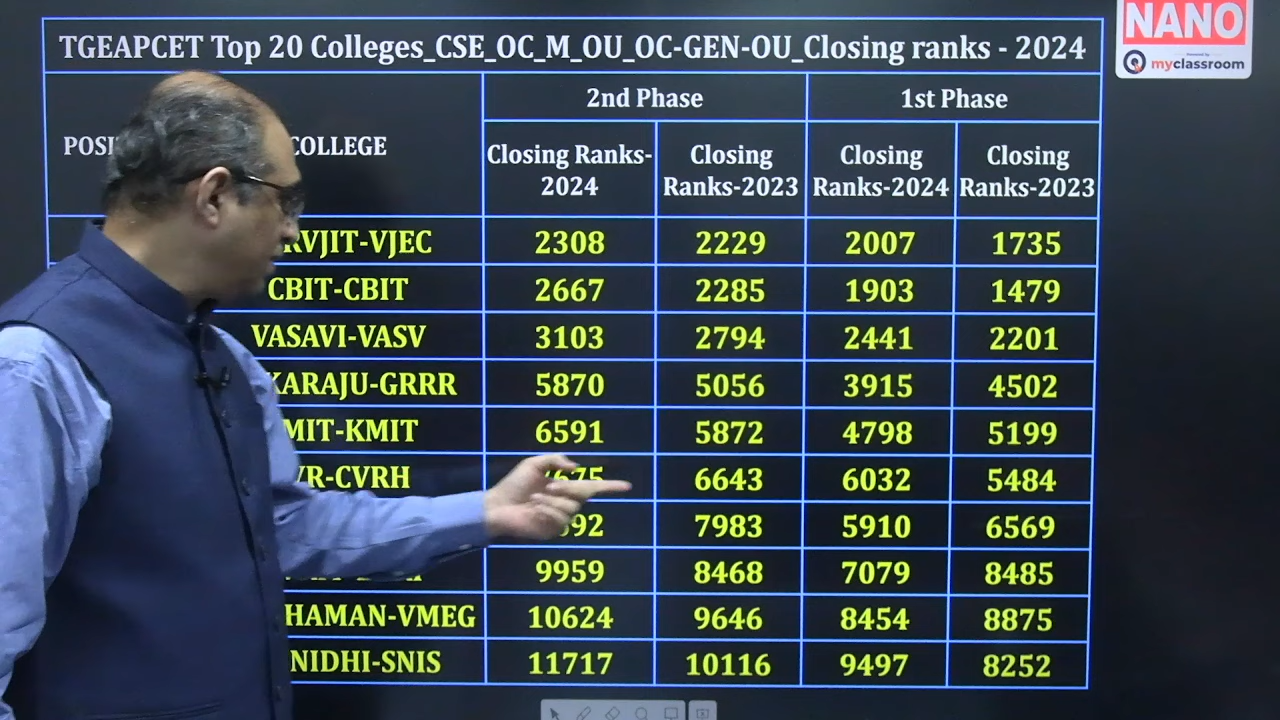 NANO
Powered by
myclassroom
TGEAPCET Top 20 Colleges_CSE_OC_M_OU_OC-GEN-OU_Closing ranks - 2024
2nd Phase 1st Phase
COLLEGE
Closing Ranks-2024 Closing Ranks-2023 Closing Ranks-2024 Closing Ranks-2023
RVJIT-VJEC 2308 2229 2007 1735
CBIT-CBIT 2667 2285 1903 1479
VASAVI-VASV 3103 2794 2441 2201
KARAJU-GRRR 5870 5056 3915 4502
MIT-KMIT 6591 5872 4798 5199
VR-CVRH 6643 6032 5484
7983 5910 6569
9959 8468 7079 8485
HAMAN-VMEG 10624 9646 8454 8875
NIDHI-SNIS 11717 10116 9497 8252